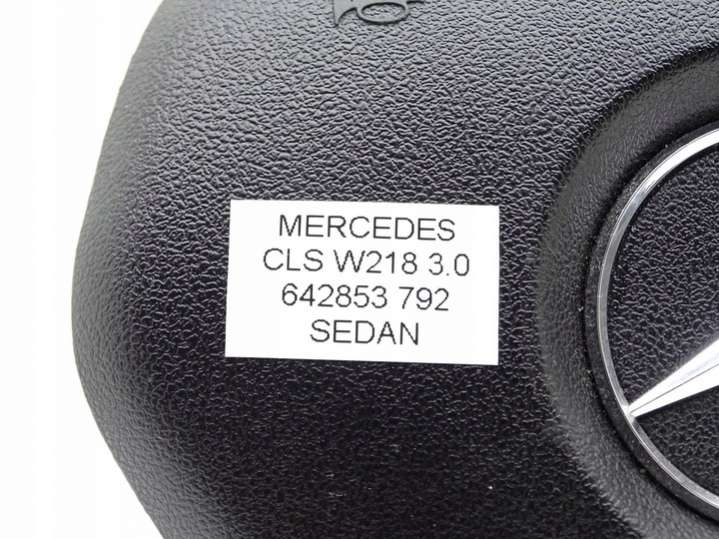 MERCEDES
CLS W218 3.0
642853 792
SEDAN